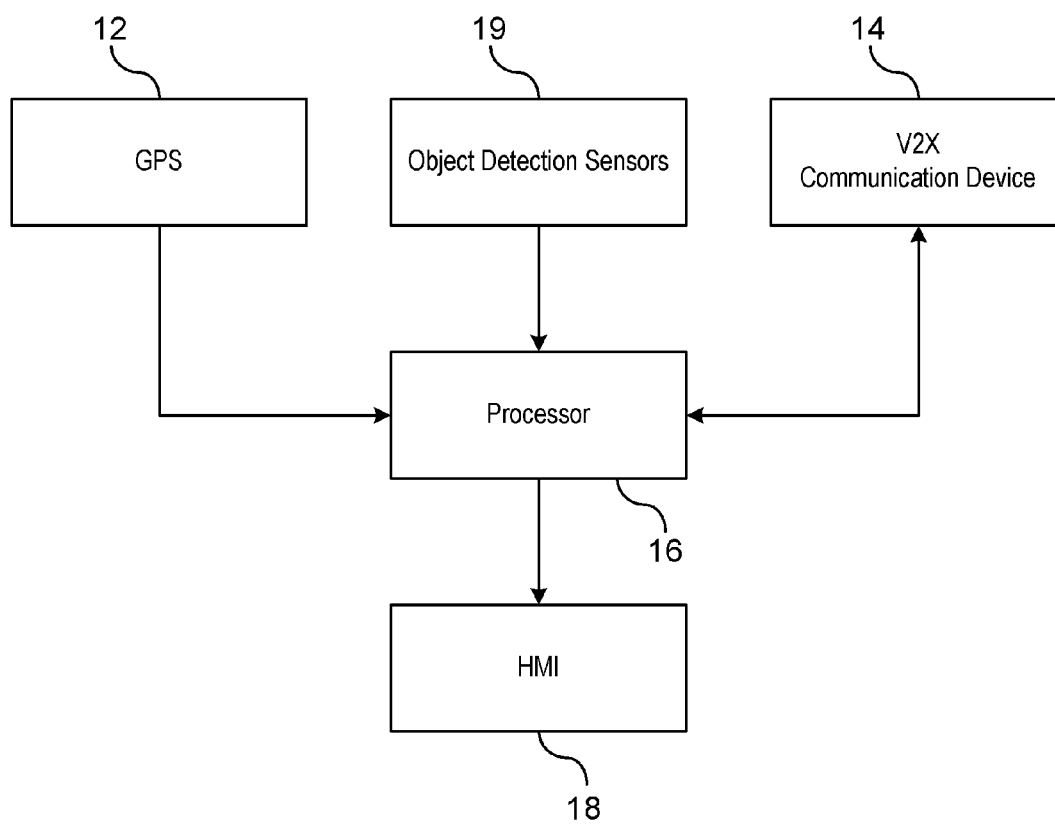 12
19
14
GPS
Object Detection Sensors
V2X
Communication Device
Processor
16
HMI
18